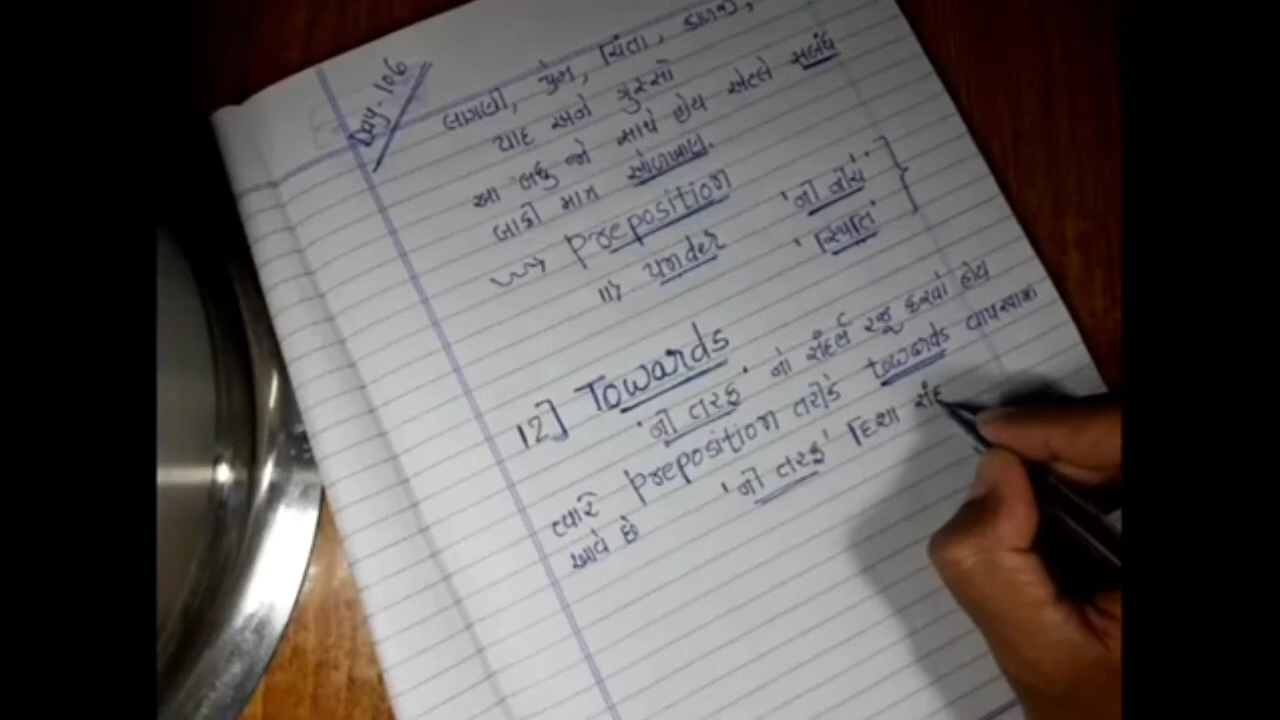 Day-106
લાગણી, પ્રેમ, ચિંતા, કાળજી,
યાદ અને ગુસ્સો
આ બધુ જો સાથે હોય એટલે સબંધ
બાકી માત્ર ઓળખાણ.
Preposition
11} under 'ની નીચે'
'સ્થિતિ'
12] Towards
'ની તરફ' નો સંદર્ભ રજૂ કરવો હોય
ત્યારે preposition તરીકે towards વાપરવામાં
આવે છે 'ની તરફ' દિશા સંદ